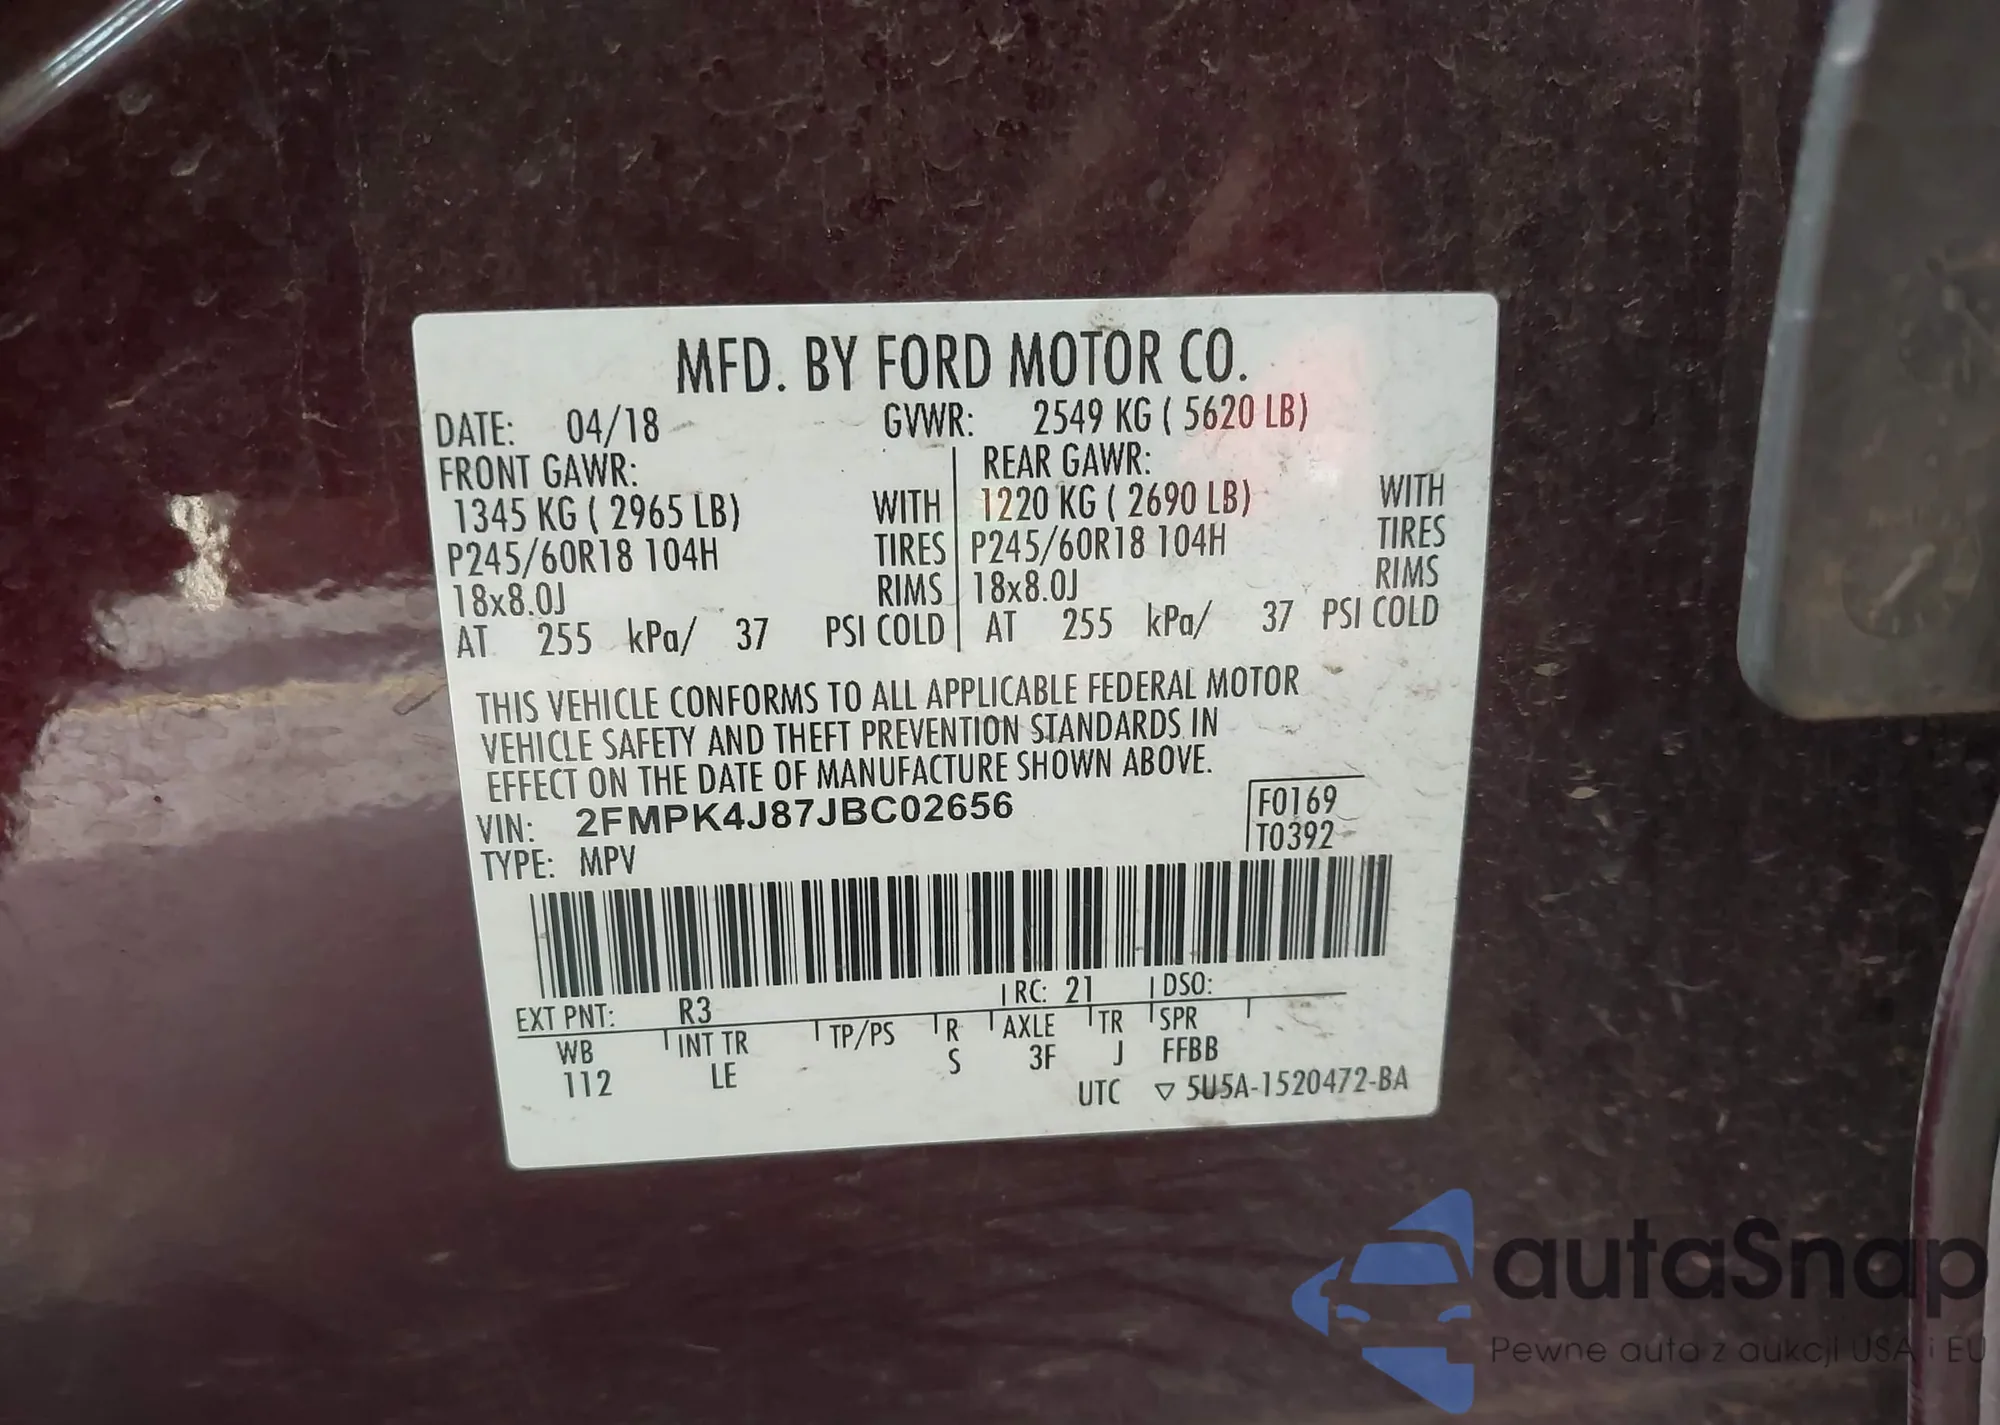 MFD. BY FORD MOTOR CO.
DATE: 04/18 GVWR: 2549 KG ( 5620 LB)
FRONT GAWR: REAR GAWR:
1345 KG ( 2965 LB) WITH 1220 KG ( 2690 LB) WITH
P245/60R18 104H TIRES P245/60R18 104H TIRES
18x8.0J RIMS 18x8.0J RIMS
AT 255 kPa/ 37 PSI COLD AT 255 kPa/ 37 PSI COLD
THIS VEHICLE CONFORMS TO ALL APPLICABLE FEDERAL MOTOR
VEHICLE SAFETY AND THEFT PREVENTION STANDARDS IN
EFFECT ON THE DATE OF MANUFACTURE SHOWN ABOVE.
VIN: 2FMPK4J87JBC02656 F0169
TYPE: MPV T0392
EXT PNT: R3 RC: 21 DSO:
WB INT TR TP/PS R AXLE TR SPR
112 LE S 3F J FFBB
UTC ▽ 5U5A-1520472-BA
autaSnap
Pewne auta z aukcji USA i EU